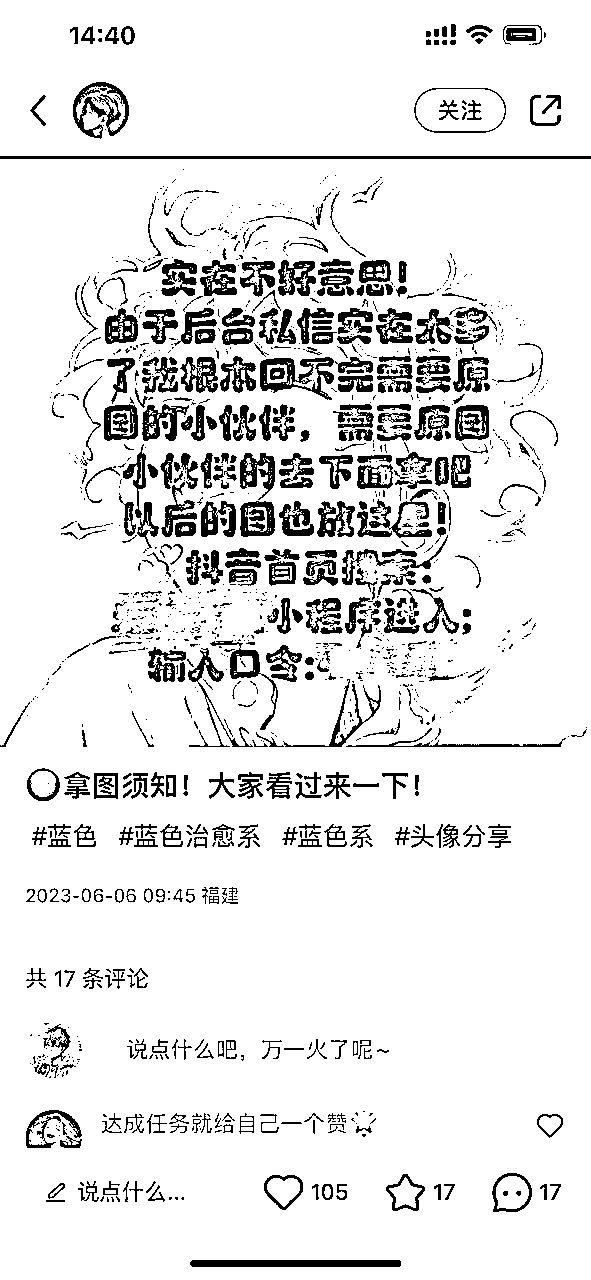 14:40
关注
实在不好意思！
由于后台私信实在太多
了我根本回不完需要原
图的小伙伴，需要原图
小伙伴的去下面拿吧
以后的图也放这里！
抖音首页搜索：
小程序进入；
输入口令：
拿图须知！大家看过来一下！
#蓝色 #蓝色治愈系 #蓝色系 #头像分享
2023-06-06 09:45 福建
共 17 条评论
说点什么吧，万一火了呢~
达成任务就给自己一个赞
说点什么... 105 17 17